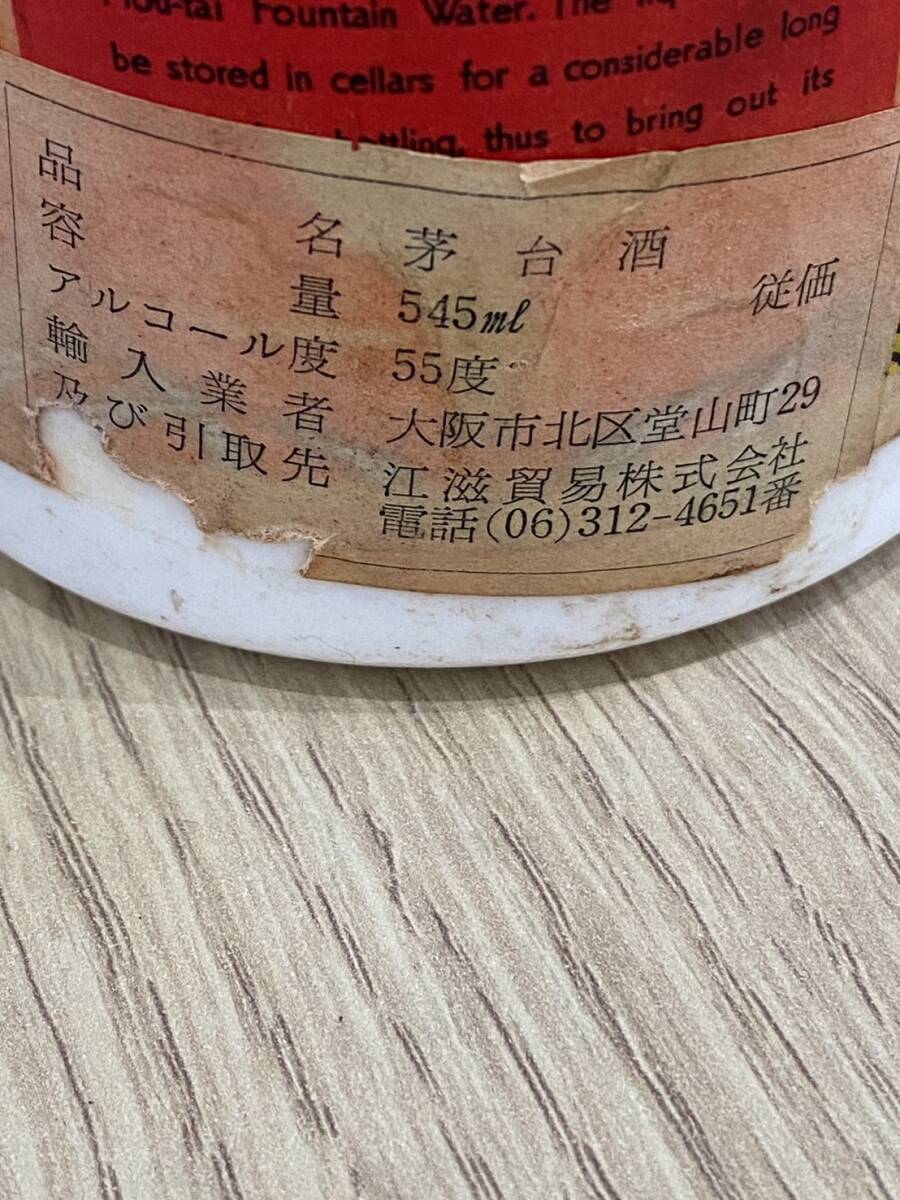 Fountain Water. The
be stored in cellars for a considerable long
thus to bring out its
品名 茅台酒
容量 545ml 従価
アルコール度 55度
輸入業者 大阪市北区堂山町29
及び引取先 江滋貿易株式会社
電話(06)312-4651番